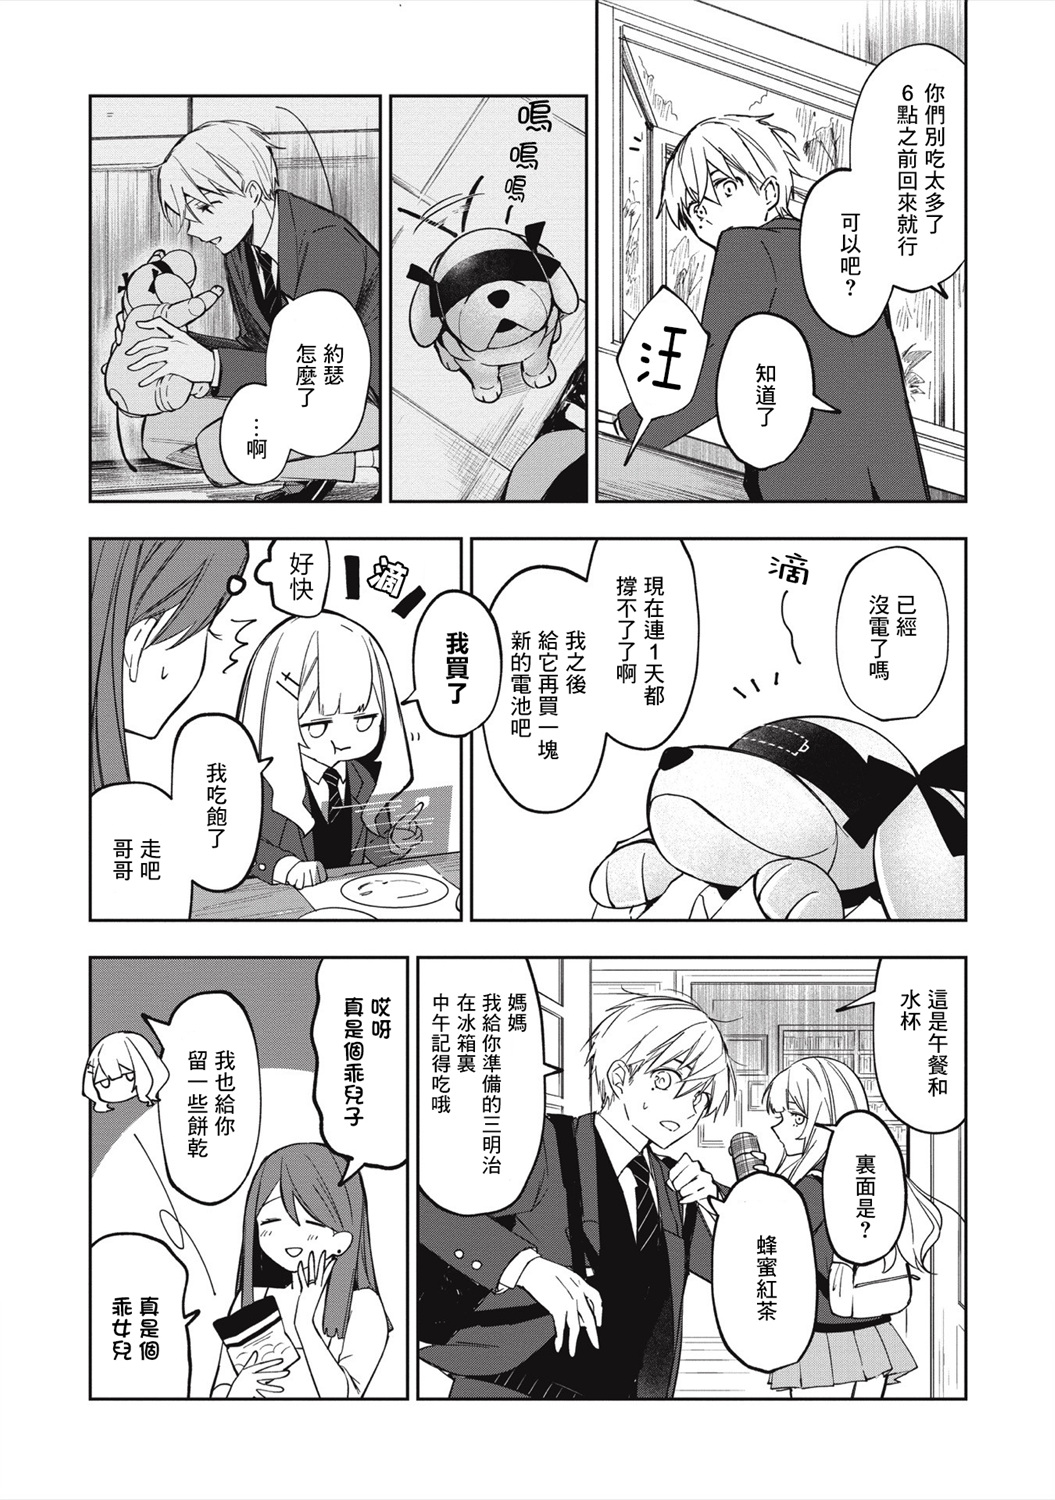 你們別吃太多了
6點之前回來就行
可以吧?
知道了
汪
嗚
嗚
嗚
約瑟
怎麼了
…啊
已經
沒電了嗎
滴
現在連1天都
撐不了了啊
我之後
給它再買一塊
新的電池吧
我買了
滴
好快
我吃飽了
走吧
哥哥
這是午餐和
水杯
裏面是?
蜂蜜紅茶
媽媽
我給你準備的三明治
在冰箱裏
中午記得吃哦
哎呀
真是個乖兒子
我也給你
留一些餅乾
真是個
乖女兒